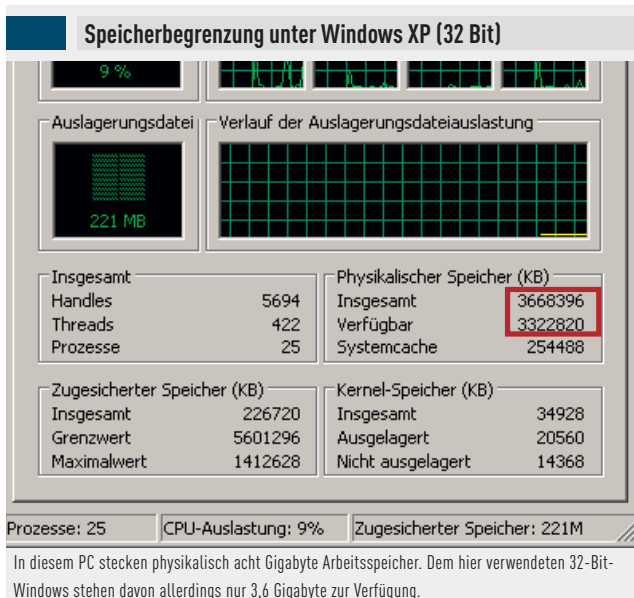 Speicherbegrenzung unter Windows XP (32 Bit)
9 %
Auslagerungsdatei
Verlauf der Auslagerungsdateiauslastung
221 MB
Insgesamt
Handles 5694
Threads 422
Prozesse 25
Physikalischer Speicher (KB)
Insgesamt 3668396
Verfügbar 3322820
Systemcache 254488
Zugesicherter Speicher (KB)
Insgesamt 226720
Grenzwert 5601296
Maximalwert 1412628
Kernel-Speicher (KB)
Insgesamt 34928
Ausgelagert 20560
Nicht ausgelagert 14368
Prozesse: 25 CPU-Auslastung: 9% Zugesicherter Speicher: 221M
In diesem PC stecken physikalisch acht Gigabyte Arbeitsspeicher. Dem hier verwendeten 32-Bit-
Windows stehen davon allerdings nur 3,6 Gigabyte zur Verfügung.